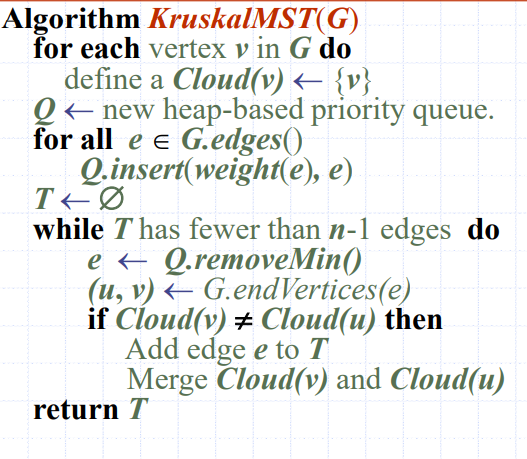 Algorithm KruskalMST(G)
for each vertex v in G do
define a Cloud(v) ← {v}
Q ← new heap-based priority queue.
for all e ∈ G.edges()
Q.insert(weight(e), e)
T ← ∅
while T has fewer than n-1 edges do
e ← Q.removeMin()
(u, v) ← G.endVertices(e)
if Cloud(v) ≠ Cloud(u) then
Add edge e to T
Merge Cloud(v) and Cloud(u)
return T